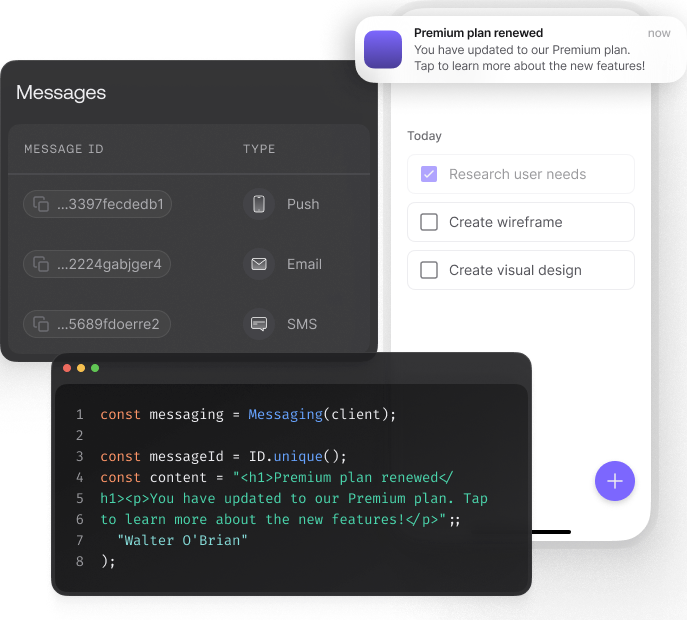 Premium plan renewed now
You have updated to our Premium plan.
Tap to learn more about the new features!
Messages
MESSAGE ID TYPE
...3397fecdedb1 Push
...2224gabjger4 Email
...5689fdoerre2 SMS
Today
Research user needs
Create wireframe
Create visual design
1 const messaging = Messaging(client);
2
3 const messageId = ID.unique();
4 const content = "<h1>Premium plan renewed</
5 h1><p>You have updated to our Premium plan. Tap
6 to learn more about the new features!</p>";;
7 "Walter O'Brian"
8 );